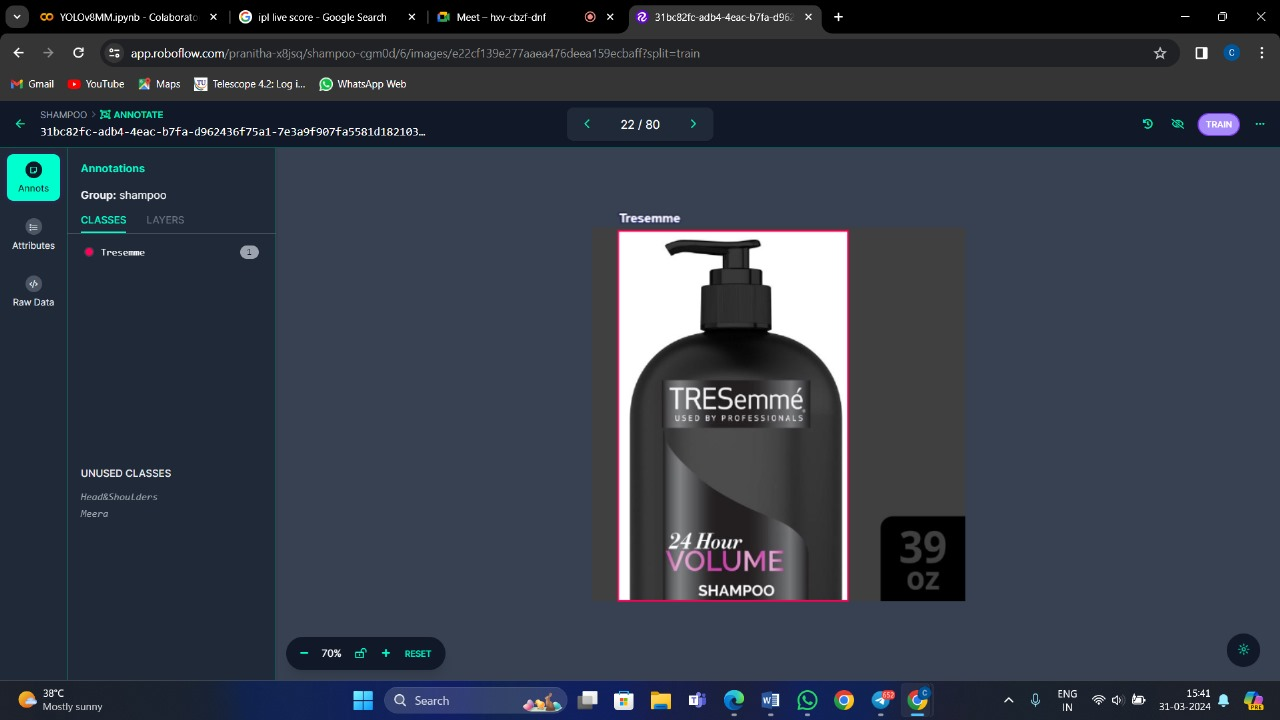 YOLOv8MM.ipynb - Colaborato
ipl live score - Google Search
Meet – hxv-cbzf-dnf
31bc82fc-adb4-4eac-b7fa-d962
app.roboflow.com/pranitha-x8jsq/shampoo-cgm0d/6/images/e22cf139e277aaea476deea159ecbaff?split=train
C
Gmail
YouTube
Maps
Telescope 4.2: Log i...
WhatsApp Web
SHAMPOO > ANNOTATE
31bc82fc-adb4-4eac-b7fa-d962436f75a1-7e3a9f907fa5581d182103…
22 / 80
TRAIN
Annots
Attributes
Raw Data
Annotations
Group: shampoo
CLASSES
LAYERS
Tresemme
1
UNUSED CLASSES
Head&Shoulders
Meera
Tresemme
TRESemmé
USED BY PROFESSIONALS
24 Hour
VOLUME
SHAMPOO
39
oz
70%
RESET
38°C
Mostly sunny
Search
652
C
ENG
IN
15:41
31-03-2024
PRE